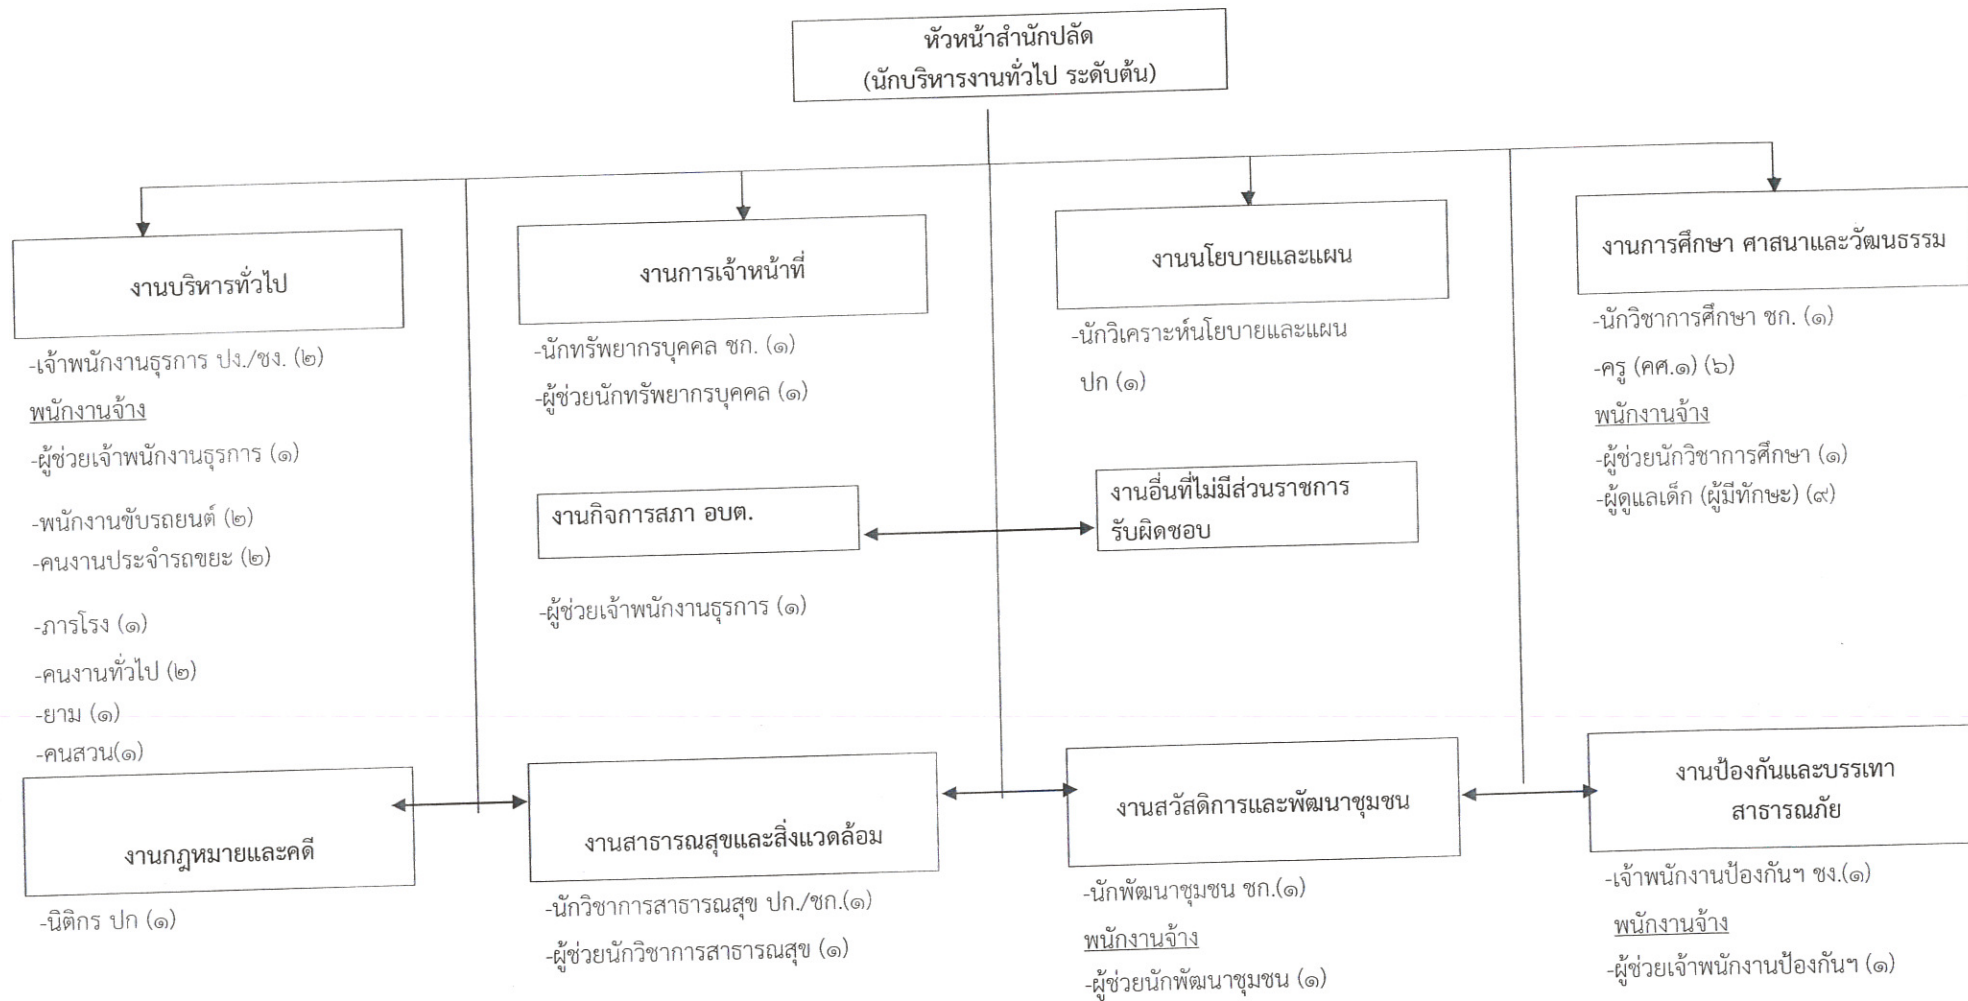 หัวหน้าสำนักปลัด
(นักบริหารงานทั่วไป ระดับต้น)
งานบริหารทั่วไป
-เจ้าพนักงานธุรการ ปง./ชง. (๒)
พนักงานจ้าง
-ผู้ช่วยเจ้าพนักงานธุรการ (๑)
-พนักงานขับรถยนต์ (๒)
-คนงานประจำรถขยะ (๒)
-ภารโรง (๑)
-คนงานทั่วไป (๒)
-ยาม (๑)
-คนสวน(๑)
งานการเจ้าหน้าที่
-นักทรัพยากรบุคคล ชก. (๑)
-ผู้ช่วยนักทรัพยากรบุคคล (๑)
งานนโยบายและแผน
-นักวิเคราะห์นโยบายและแผน
ปก (๑)
งานการศึกษา ศาสนาและวัฒนธรรม
-นักวิชาการศึกษา ชก. (๑)
-ครู (คศ.๑) (๖)
พนักงานจ้าง
-ผู้ช่วยนักวิชาการศึกษา (๑)
-ผู้ดูแลเด็ก (ผู้มีทักษะ) (๙)
งานกิจการสภา อบต.
-ผู้ช่วยเจ้าพนักงานธุรการ (๑)
งานอื่นที่ไม่มีส่วนราชการ
รับผิดชอบ
งานกฎหมายและคดี
-นิติกร ปก (๑)
งานสาธารณสุขและสิ่งแวดล้อม
-นักวิชาการสาธารณสุข ปก./ชก.(๑)
-ผู้ช่วยนักวิชาการสาธารณสุข (๑)
งานสวัสดิการและพัฒนาชุมชน
-นักพัฒนาชุมชน ชก.(๑)
พนักงานจ้าง
-ผู้ช่วยนักพัฒนาชุมชน (๑)
งานป้องกันและบรรเทา
สาธารณภัย
-เจ้าพนักงานป้องกันฯ ชง.(๑)
พนักงานจ้าง
-ผู้ช่วยเจ้าพนักงานป้องกันฯ (๑)